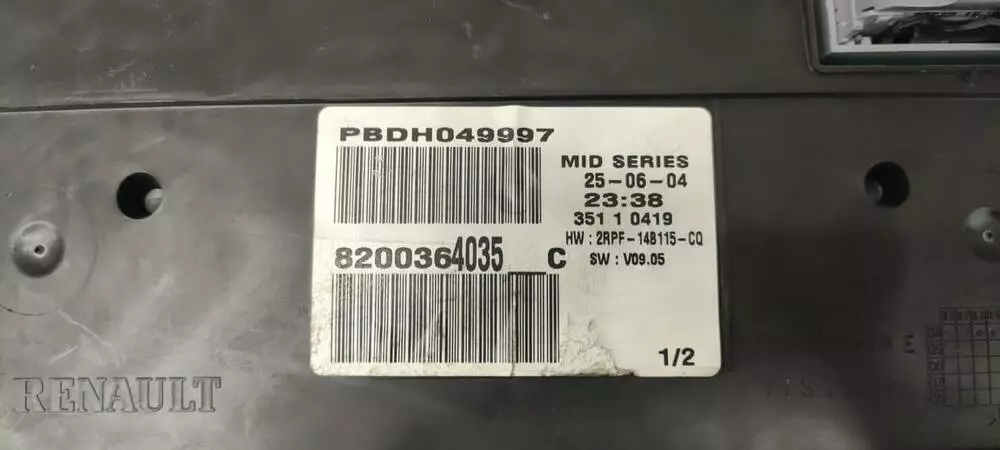 PBDH049997
MID SERIES
25-06-04
23:38
351 1 0419
HW : 2RPF-14B115-CQ
SW : V09.05
8200364035__C
1/2
RENAULT